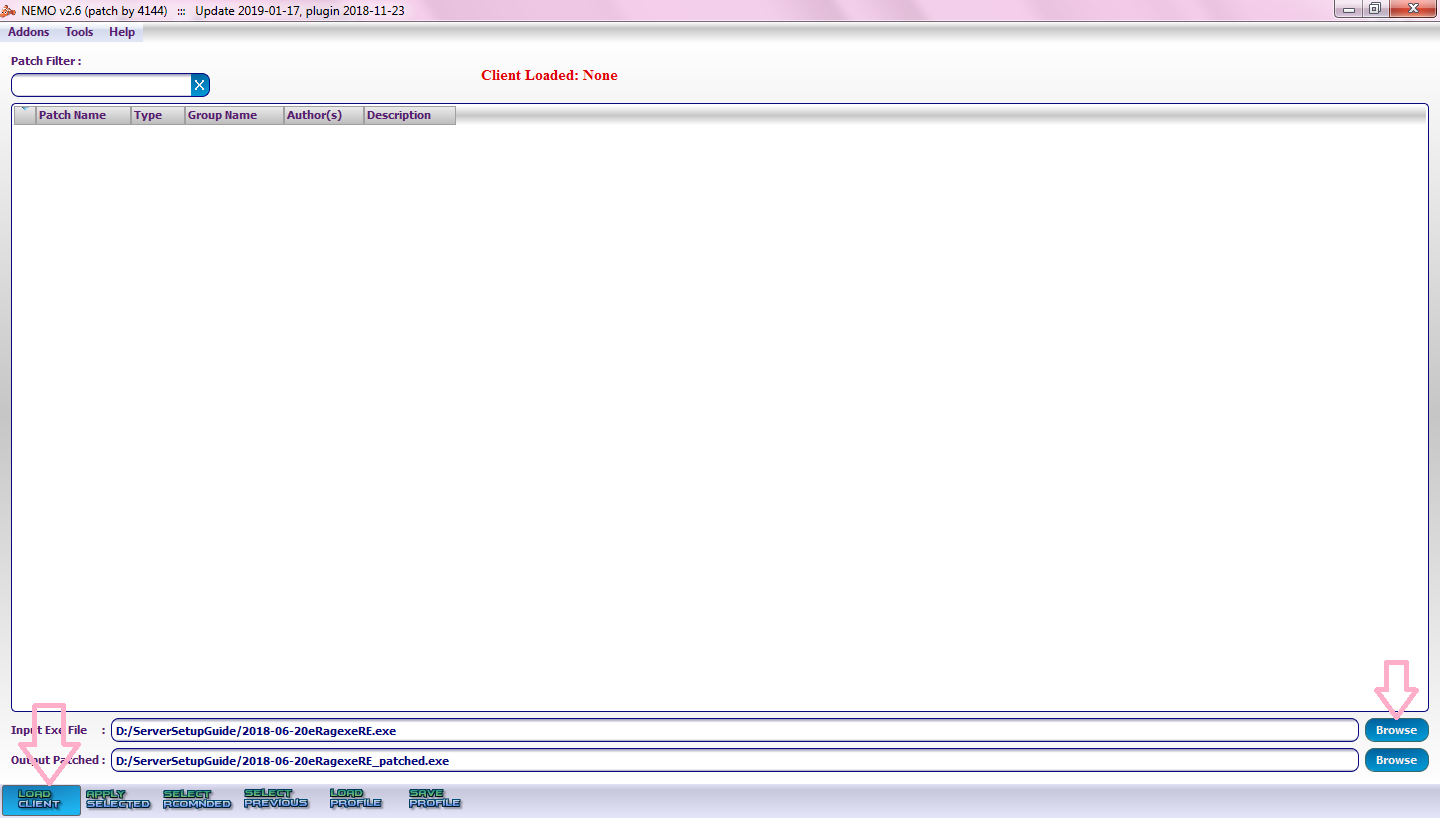 NEMO v2.6 (patch by 4144) ::: Update 2019-01-17, plugin 2018-11-23
Addons Tools Help
Patch Filter :
X
Client Loaded: None
Patch Name Type Group Name Author(s) Description
Input Exe File : D:/ServerSetupGuide/2018-06-20eRagexeRE.exe Browse
Output Patched : D:/ServerSetupGuide/2018-06-20eRagexeRE_patched.exe Browse
LOAD CLIENT APPLY SELECTED SELECT RCOMNDED SELECT PREVIOUS LOAD PROFILE SAVE PROFILE